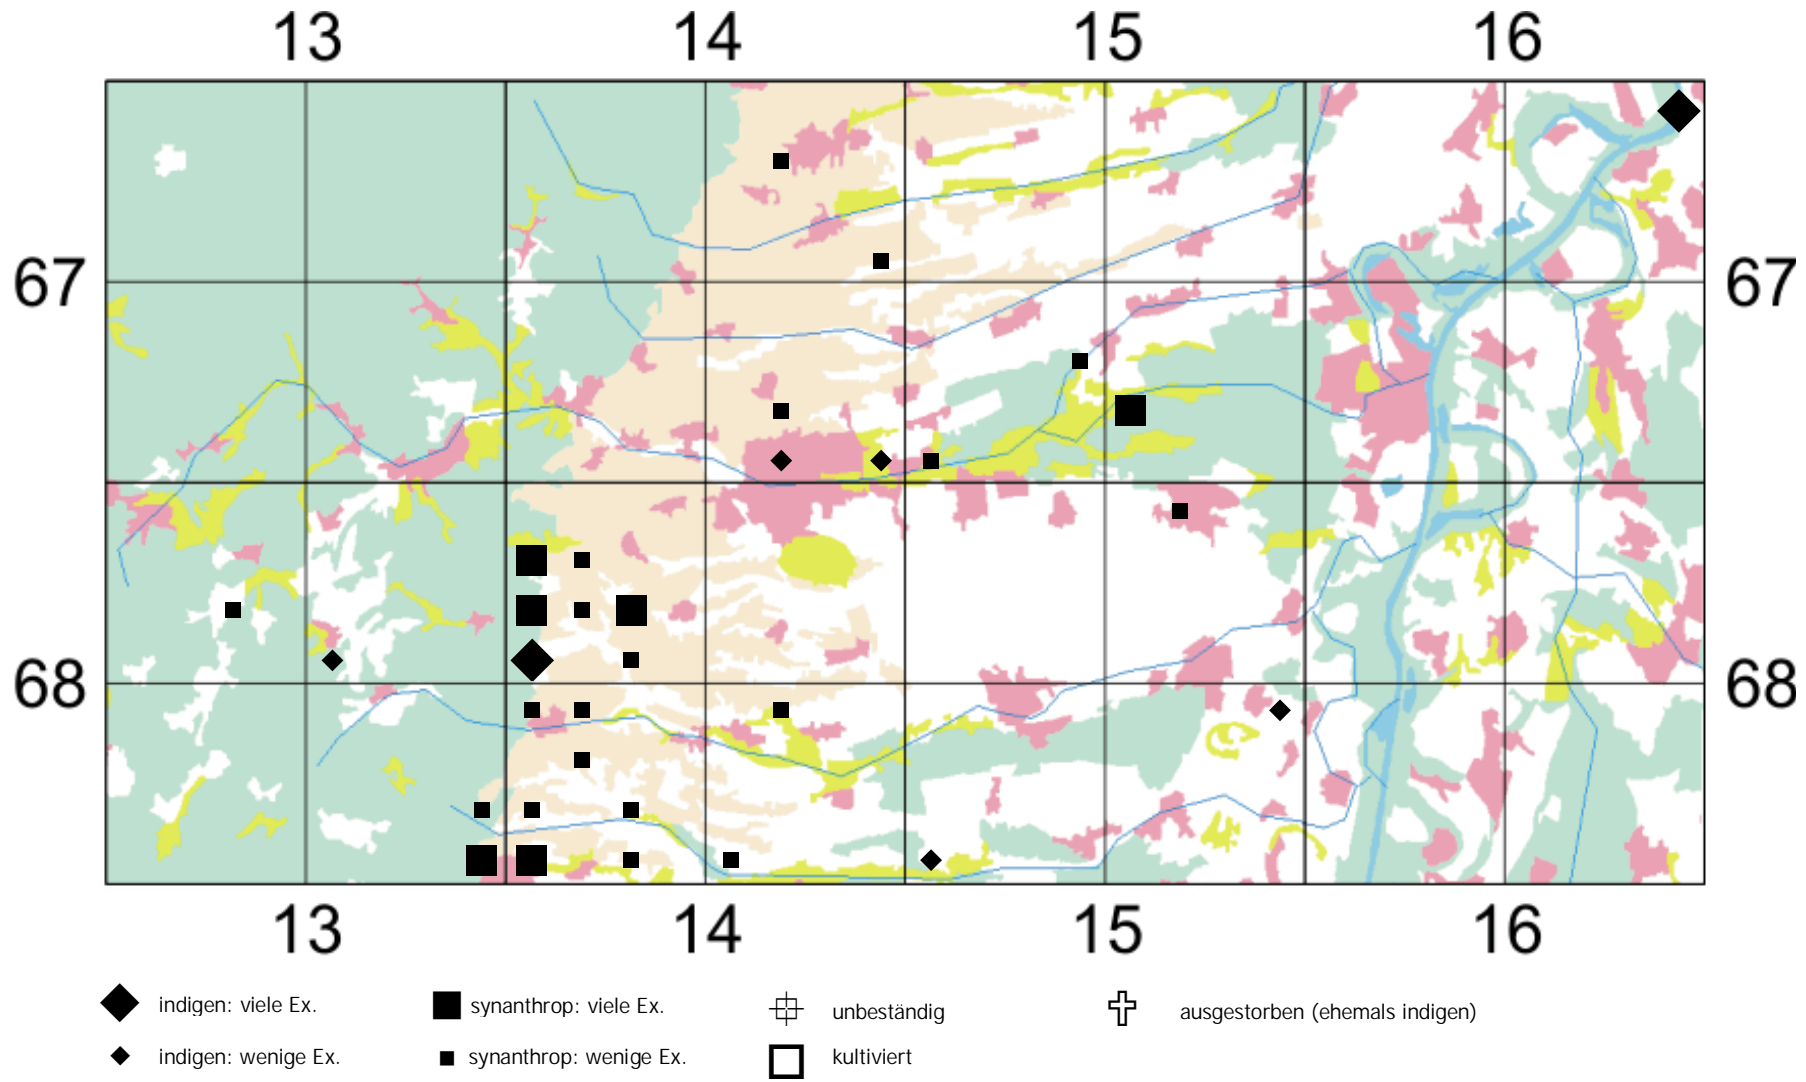 13 14 15 16
67 67
68 68
13 14 15 16
indigen: viele Ex. synanthrop: viele Ex. unbeständig ausgestorben (ehemals indigen)
indigen: wenige Ex. synanthrop: wenige Ex. kultiviert